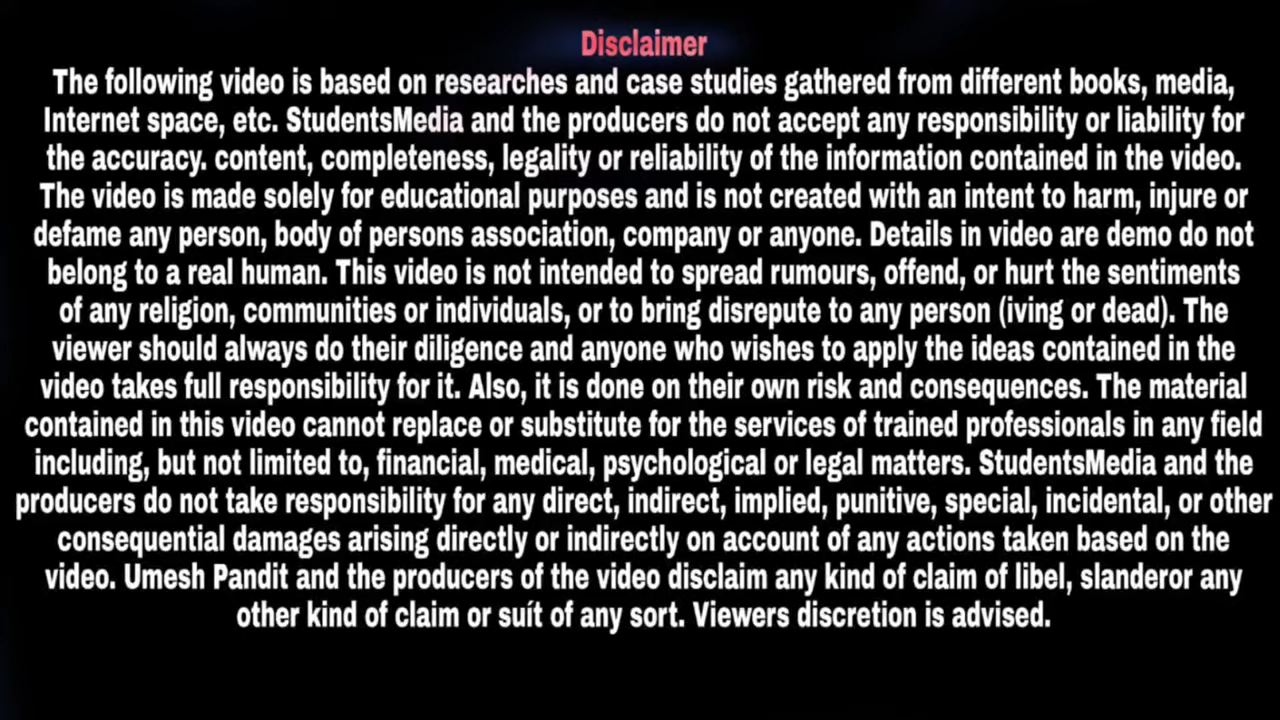 Disclaimer
The following video is based on researches and case studies gathered from different books, media,
Internet space, etc. StudentsMedia and the producers do not accept any responsibility or liability for
the accuracy. content, completeness, legality or reliability of the information contained in the video.
The video is made solely for educational purposes and is not created with an intent to harm, injure or
defame any person, body of persons association, company or anyone. Details in video are demo do not
belong to a real human. This video is not intended to spread rumours, offend, or hurt the sentiments
of any religion, communities or individuals, or to bring disrepute to any person (iving or dead). The
viewer should always do their diligence and anyone who wishes to apply the ideas contained in the
video takes full responsibility for it. Also, it is done on their own risk and consequences. The material
contained in this video cannot replace or substitute for the services of trained professionals in any field
including, but not limited to, financial, medical, psychological or legal matters. StudentsMedia and the
producers do not take responsibility for any direct, indirect, implied, punitive, special, incidental, or other
consequential damages arising directly or indirectly on account of any actions taken based on the
video. Umesh Pandit and the producers of the video disclaim any kind of claim of libel, slanderor any
other kind of claim or suít of any sort. Viewers discretion is advised.